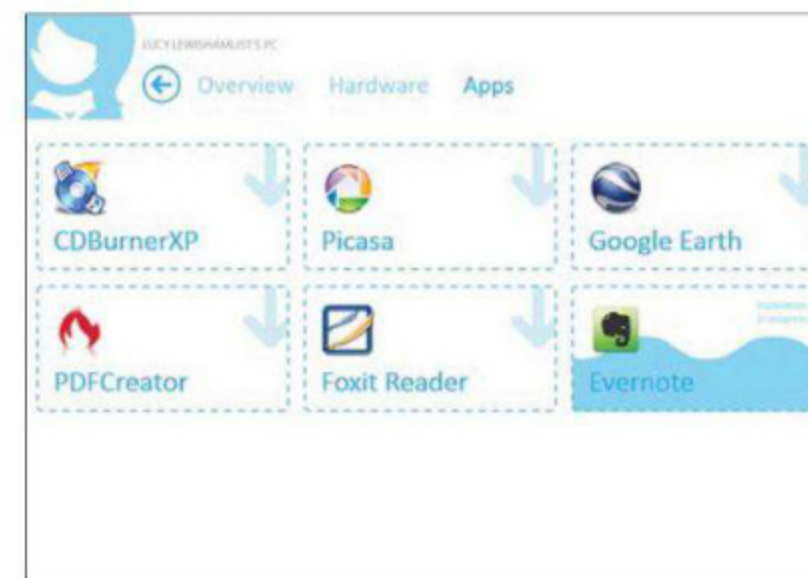 Overview Hardware Apps
CDBurnerXP Picasa Google Earth
PDFCreator Foxit Reader Evernote